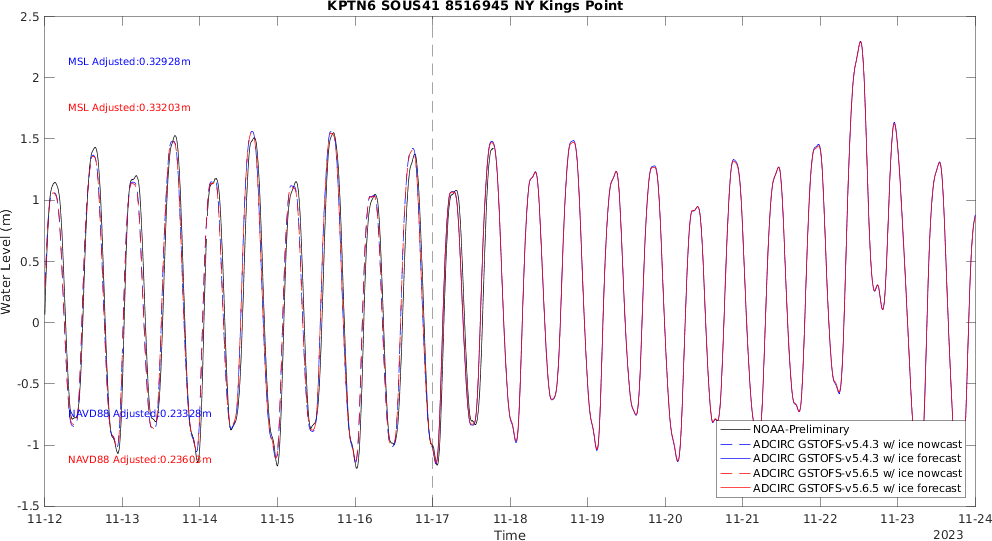 KPTN6 SOUS41 8516945 NY Kings Point
2.5
2
1.5
1
0.5
0
-0.5
-1
-1.5
Water Level (m)
MSL Adjusted:0.32928m
MSL Adjusted:0.33203m
NAVD88 Adjusted:0.23328m
NAVD88 Adjusted:0.23603m
NOAA-Preliminary
ADCIRC GSTOFS-v5.4.3 w/ ice nowcast
ADCIRC GSTOFS-v5.4.3 w/ ice forecast
ADCIRC GSTOFS-v5.6.5 w/ ice nowcast
ADCIRC GSTOFS-v5.6.5 w/ ice forecast
11-12 11-13 11-14 11-15 11-16 11-17 11-18 11-19 11-20 11-21 11-22 11-23 11-24
Time
2023